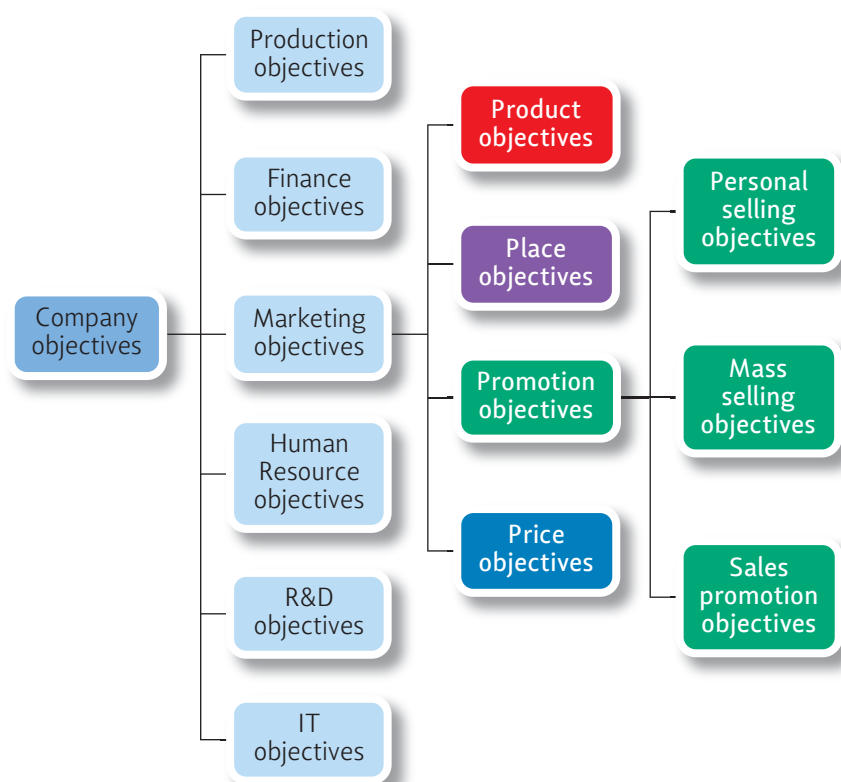 Company
objectives
Production
objectives
Finance
objectives
Marketing
objectives
Human
Resource
objectives
R&D
objectives
IT
objectives
Product
objectives
Place
objectives
Promotion
objectives
Price
objectives
Personal
selling
objectives
Mass
selling
objectives
Sales
promotion
objectives